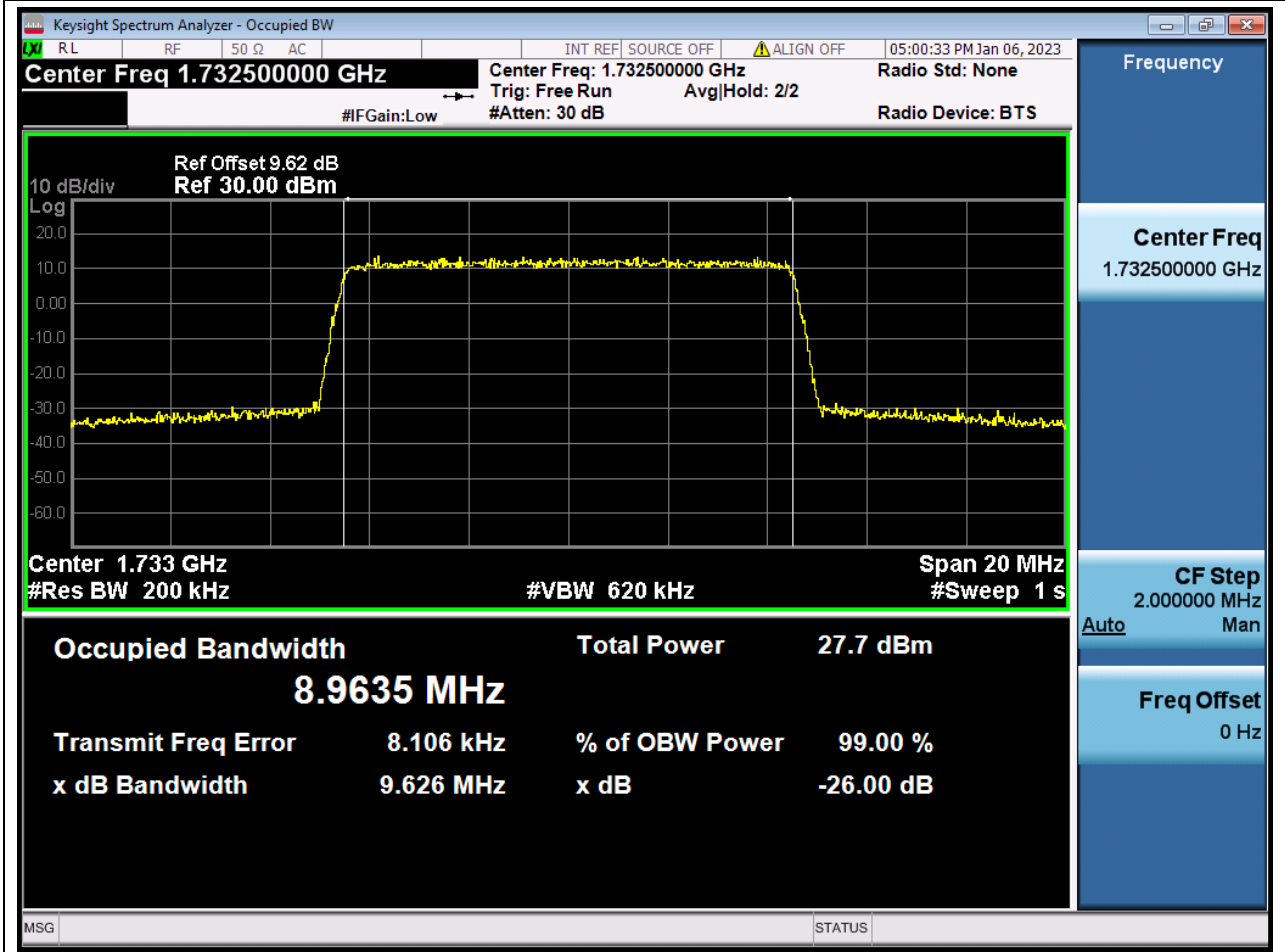 Keysight Spectrum Analyzer - Occupied BW
LXI RL RF 50 Ω AC INT REF SOURCE OFF ALIGN OFF 05:00:33 PM Jan 06, 2023
Center Freq 1.732500000 GHz
Center Freq: 1.732500000 GHz Radio Std: None
Trig: Free Run Avg|Hold: 2/2
#IFGain:Low #Atten: 30 dB Radio Device: BTS
Ref Offset 9.62 dB
10 dB/div Ref 30.00 dBm
Log
20.0
10.0
0.00
-10.0
-20.0
-30.0
-40.0
-50.0
-60.0
Center 1.733 GHz Span 20 MHz
#Res BW 200 kHz #VBW 620 kHz #Sweep 1 s
Occupied Bandwidth Total Power 27.7 dBm
8.9635 MHz
Transmit Freq Error 8.106 kHz % of OBW Power 99.00 %
x dB Bandwidth 9.626 MHz x dB -26.00 dB
Frequency
Center Freq
1.732500000 GHz
CF Step
2.000000 MHz
Auto Man
Freq Offset
0 Hz
MSG STATUS